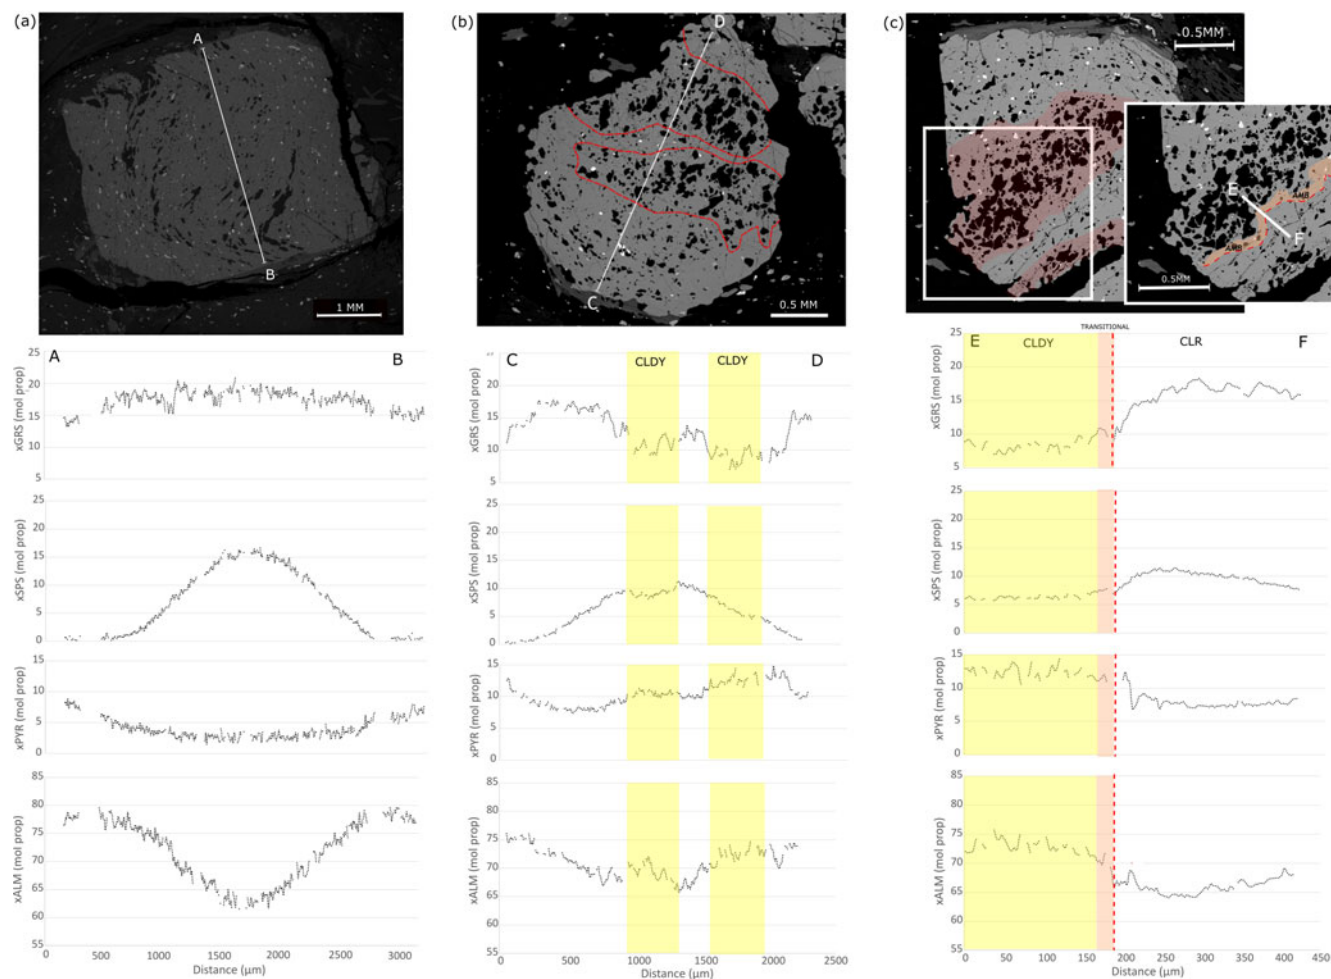 (a)
A
B
1 MM
(b)
D
C
0.5 MM
(c)
0.5MM
E
F
0.5MM
A
B
xGRS (mol prop)
25
20
15
10
5
xSPS (mol prop)
25
20
15
10
5
0
xPYR (mol prop)
15
10
5
0
xALM (mol prop)
85
80
75
70
65
60
55
0
500
1000
1500
2000
2500
3000
Distance (µm)
C
CLDY
CLDY
D
xGRS (mol prop)
25
20
15
10
5
xSPS (mol prop)
25
20
15
10
5
0
xPYR (mol prop)
15
10
5
0
xALM (mol prop)
85
80
75
70
65
60
55
0
500
1000
1500
2000
2500
Distance (µm)
TRANSITIONAL
E
CLDY
CLR
F
xGRS (mol prop)
25
20
15
10
5
xSPS (mol prop)
25
20
15
10
5
0
xPYR (mol prop)
15
10
5
0
xALM (mol prop)
85
80
75
70
65
60
55
0
50
100
150
200
250
300
350
400
450
Distance (µm)